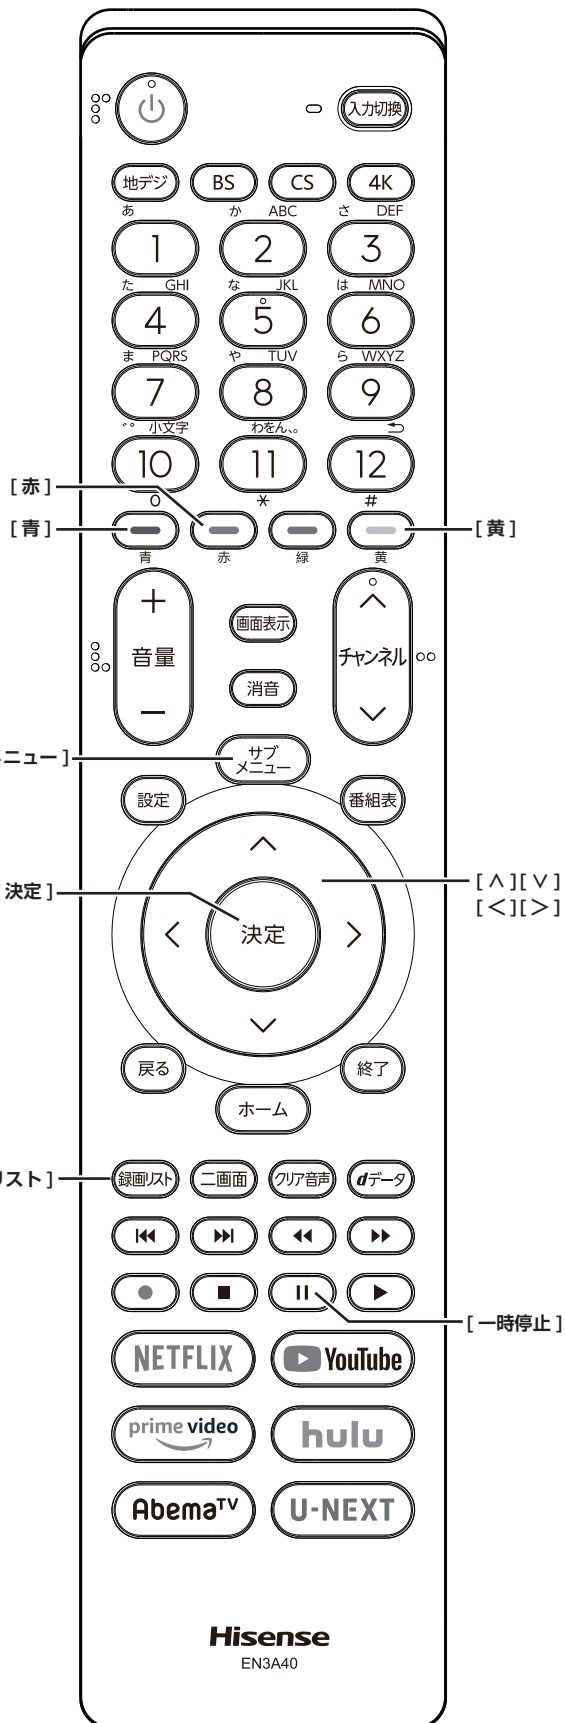 入力切換
地デジ BS CS 4K
あ か ABC さ DEF
1 2 3
た GHI な JKL は MNO
4 5 6
ま PQRS や TUV ら WXYZ
7 8 9
゛゜ 小文字 わをん、。
10 11 12
[ 赤 ]
0 * #
[ 青 ] [ 黄 ]
青 赤 緑 黄
+
画面表示
音量 チャンネル
消音
−
ニュー ]
サブ
メニュー
設定 番組表
[ ∧ ][ ∨ ]
[ < ][ > ]
決定 ]
決定
戻る 終了
ホーム
リスト ]
録画リスト 二画面 クリア音声 dデータ
[ 一時停止 ]
NETFLIX YouTube
prime video hulu
AbemaTV U-NEXT
Hisense
EN3A40